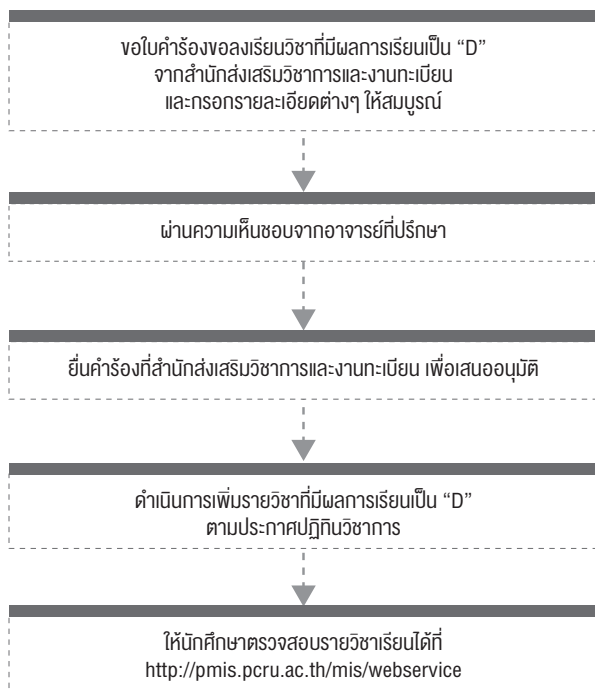 ขอใบคำร้องขอลงเรียนวิชาที่มีผลการเรียนเป็น “D”
จากสำนักส่งเสริมวิชาการและงานทะเบียน
และกรอกรายละเอียดต่างๆ ให้สมบูรณ์
ผ่านความเห็นชอบจากอาจารย์ที่ปรึกษา
ยื่นคำร้องที่สำนักส่งเสริมวิชาการและงานทะเบียน เพื่อเสนออนุมัติ
ดำเนินการเพิ่มรายวิชาที่มีผลการเรียนเป็น “D”
ตามประกาศปฏิทินวิชาการ
ให้นักศึกษาตรวจสอบรายวิชาเรียนได้ที่
http://pmis.pcru.ac.th/mis/webservice